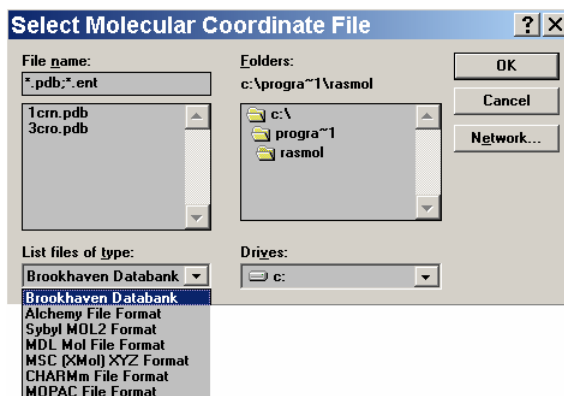 Select Molecular Coordinate File
File name:
*.pdb;*.ent
1crn.pdb
3cro.pdb
List files of type:
Brookhaven Databank
Brookhaven Databank
Alchemy File Format
Sybyl MOL2 Format
MDL Mol File Format
MSC (XMol) XYZ Format
CHARMm File Format
MOPAC File Format
Folders:
c:\progra~1\rasmol
c:\
progra~1
rasmol
Drives:
c:
OK
Cancel
Network...